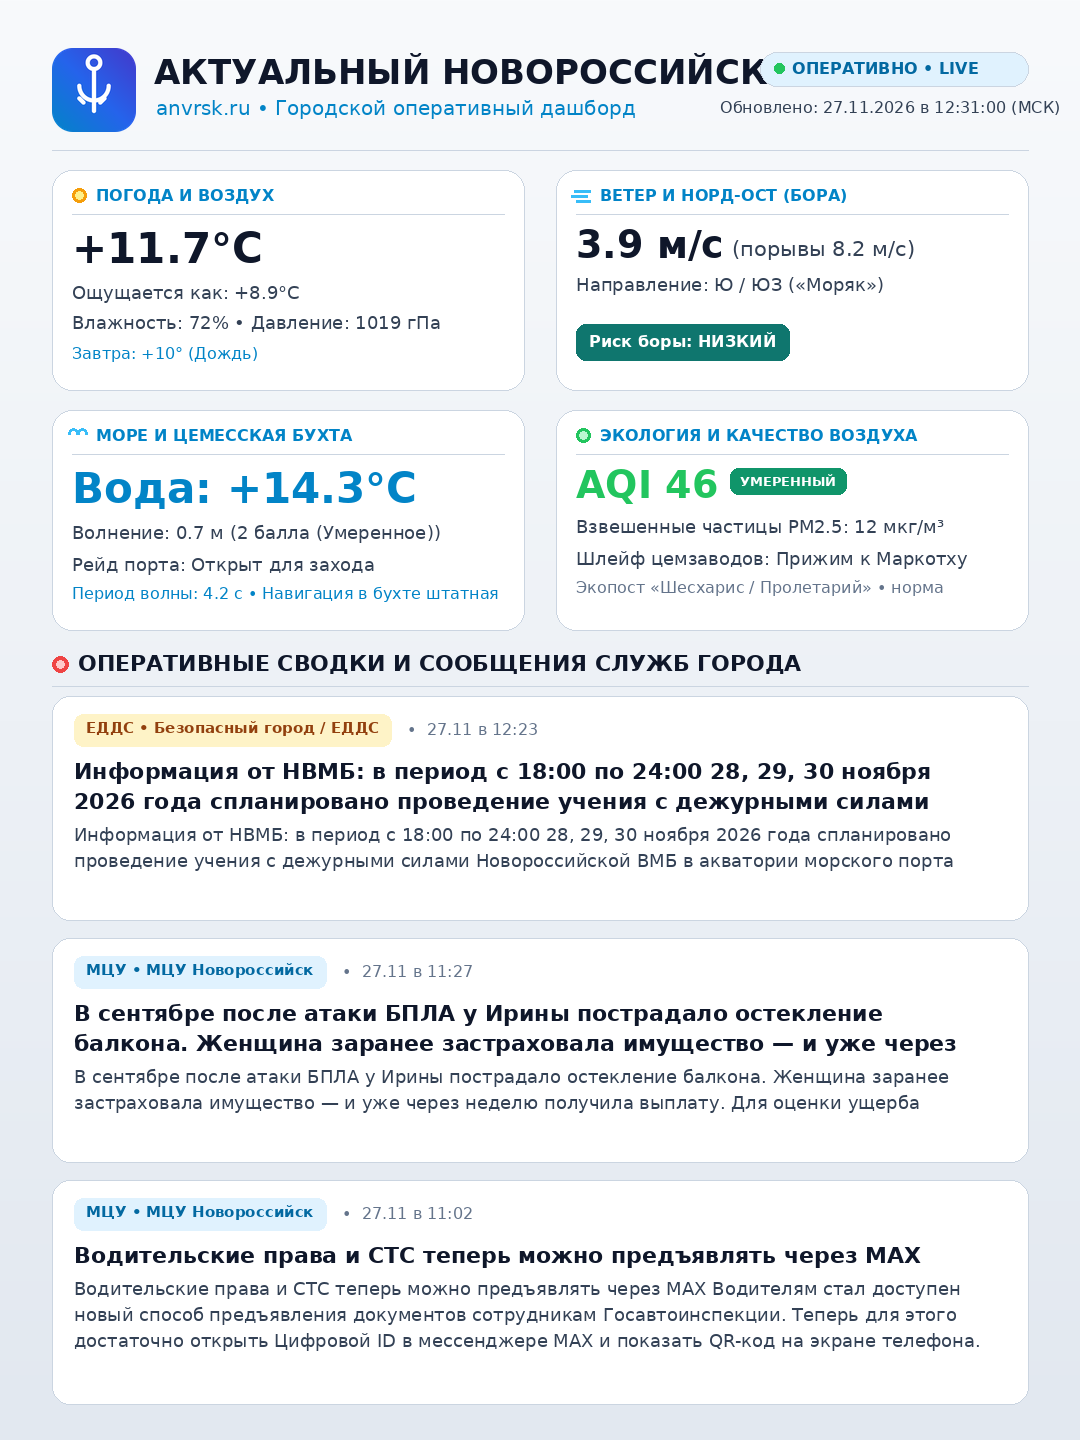 АКТУАЛЬНЫЙ НОВОРОССИЙСК
ОПЕРАТИВНО • LIVE
anvrsk.ru • Городской оперативный дашборд
Обновлено: 27.11.2026 в 12:31:00 (МСК)
ПОГОДА И ВОЗДУХ
+11.7°C
Ощущается как: +8.9°C
Влажность: 72% • Давление: 1019 гПа
Завтра: +10° (Дождь)
ВЕТЕР И НОРД-ОСТ (БОРА)
3.9 м/с (порывы 8.2 м/с)
Направление: Ю / ЮЗ («Моряк»)
Риск боры: НИЗКИЙ
МОРЕ И ЦЕМЕССКАЯ БУХТА
Вода: +14.3°C
Волнение: 0.7 м (2 балла (Умеренное))
Рейд порта: Открыт для захода
Период волны: 4.2 с • Навигация в бухте штатная
ЭКОЛОГИЯ И КАЧЕСТВО ВОЗДУХА
AQI 46 УМЕРЕННЫЙ
Взвешенные частицы PM2.5: 12 мкг/м³
Шлейф цемзаводов: Прижим к Маркотху
Экопост «Шесхарис / Пролетарий» • норма
ОПЕРАТИВНЫЕ СВОДКИ И СООБЩЕНИЯ СЛУЖБ ГОРОДА
ЕДДС • Безопасный город / ЕДДС • 27.11 в 12:23
Информация от НВМБ: в период с 18:00 по 24:00 28, 29, 30 ноября
2026 года спланировано проведение учения с дежурными силами
Информация от НВМБ: в период с 18:00 по 24:00 28, 29, 30 ноября 2026 года спланировано
проведение учения с дежурными силами Новороссийской ВМБ в акватории морского порта
МЦУ • МЦУ Новороссийск • 27.11 в 11:27
В сентябре после атаки БПЛА у Ирины пострадало остекление
балкона. Женщина заранее застраховала имущество — и уже через
В сентябре после атаки БПЛА у Ирины пострадало остекление балкона. Женщина заранее
застраховала имущество — и уже через неделю получила выплату. Для оценки ущерба
МЦУ • МЦУ Новороссийск • 27.11 в 11:02
Водительские права и СТС теперь можно предъявлять через MAX
Водительские права и СТС теперь можно предъявлять через MAX Водителям стал доступен
новый способ предъявления документов сотрудникам Госавтоинспекции. Теперь для этого
достаточно открыть Цифровой ID в мессенджере MAX и показать QR-код на экране телефона.